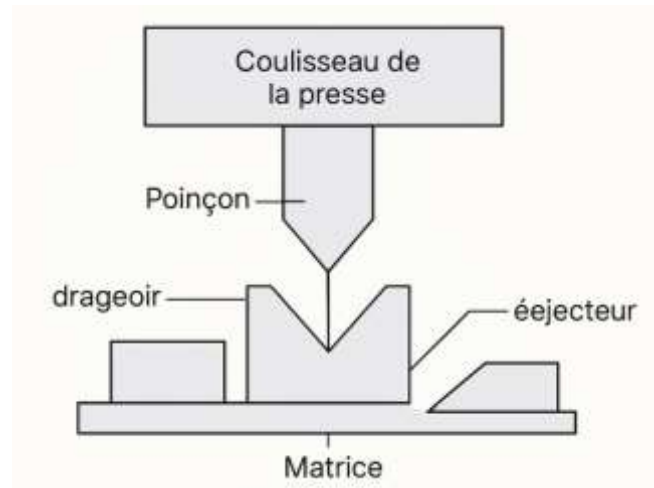 Coulisseau de
la presse
Poinçon
drageoir
éejecteur
Matrice